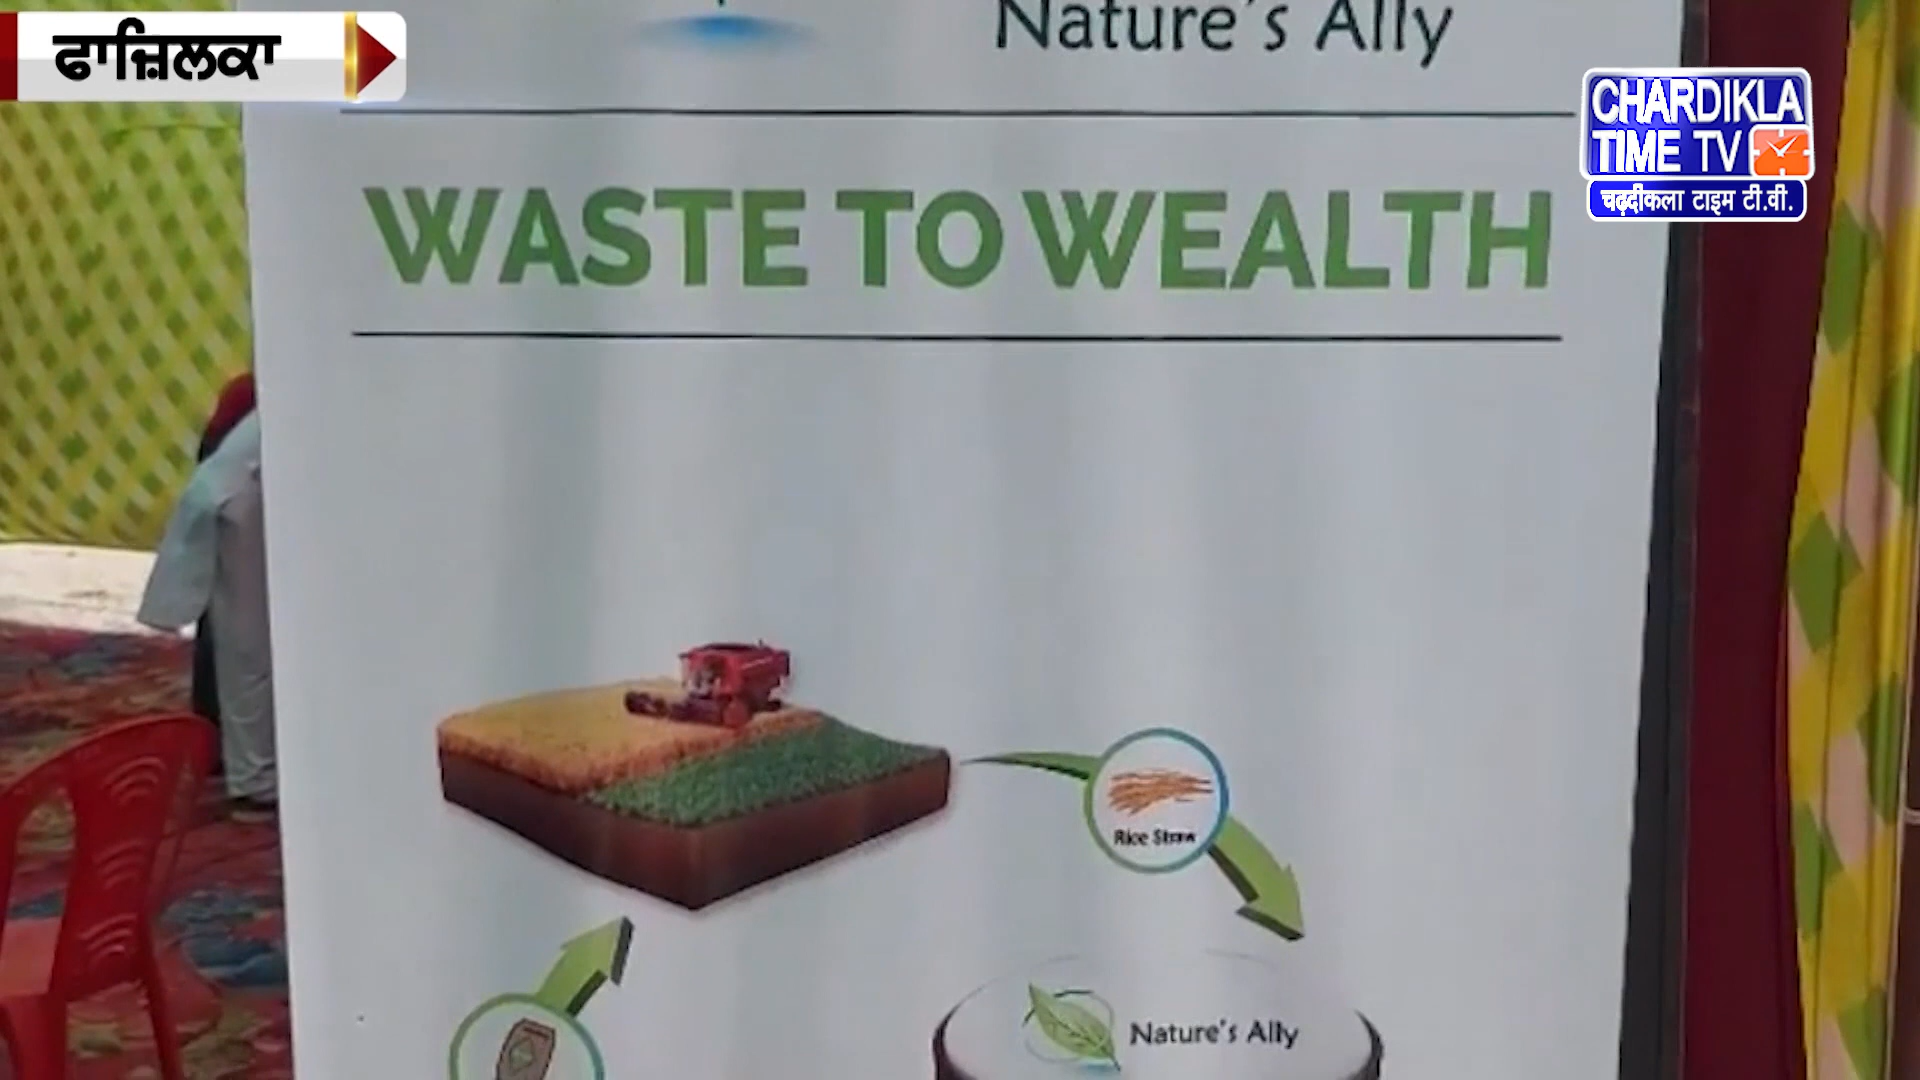 ਫਾਜ਼ਿਲਕਾ
Nature's Ally
CHARDIKLA
TIME TV
चढ़दीकला टाइम टी.वी.
WASTE TO WEALTH
Rice Straw
Nature's Ally